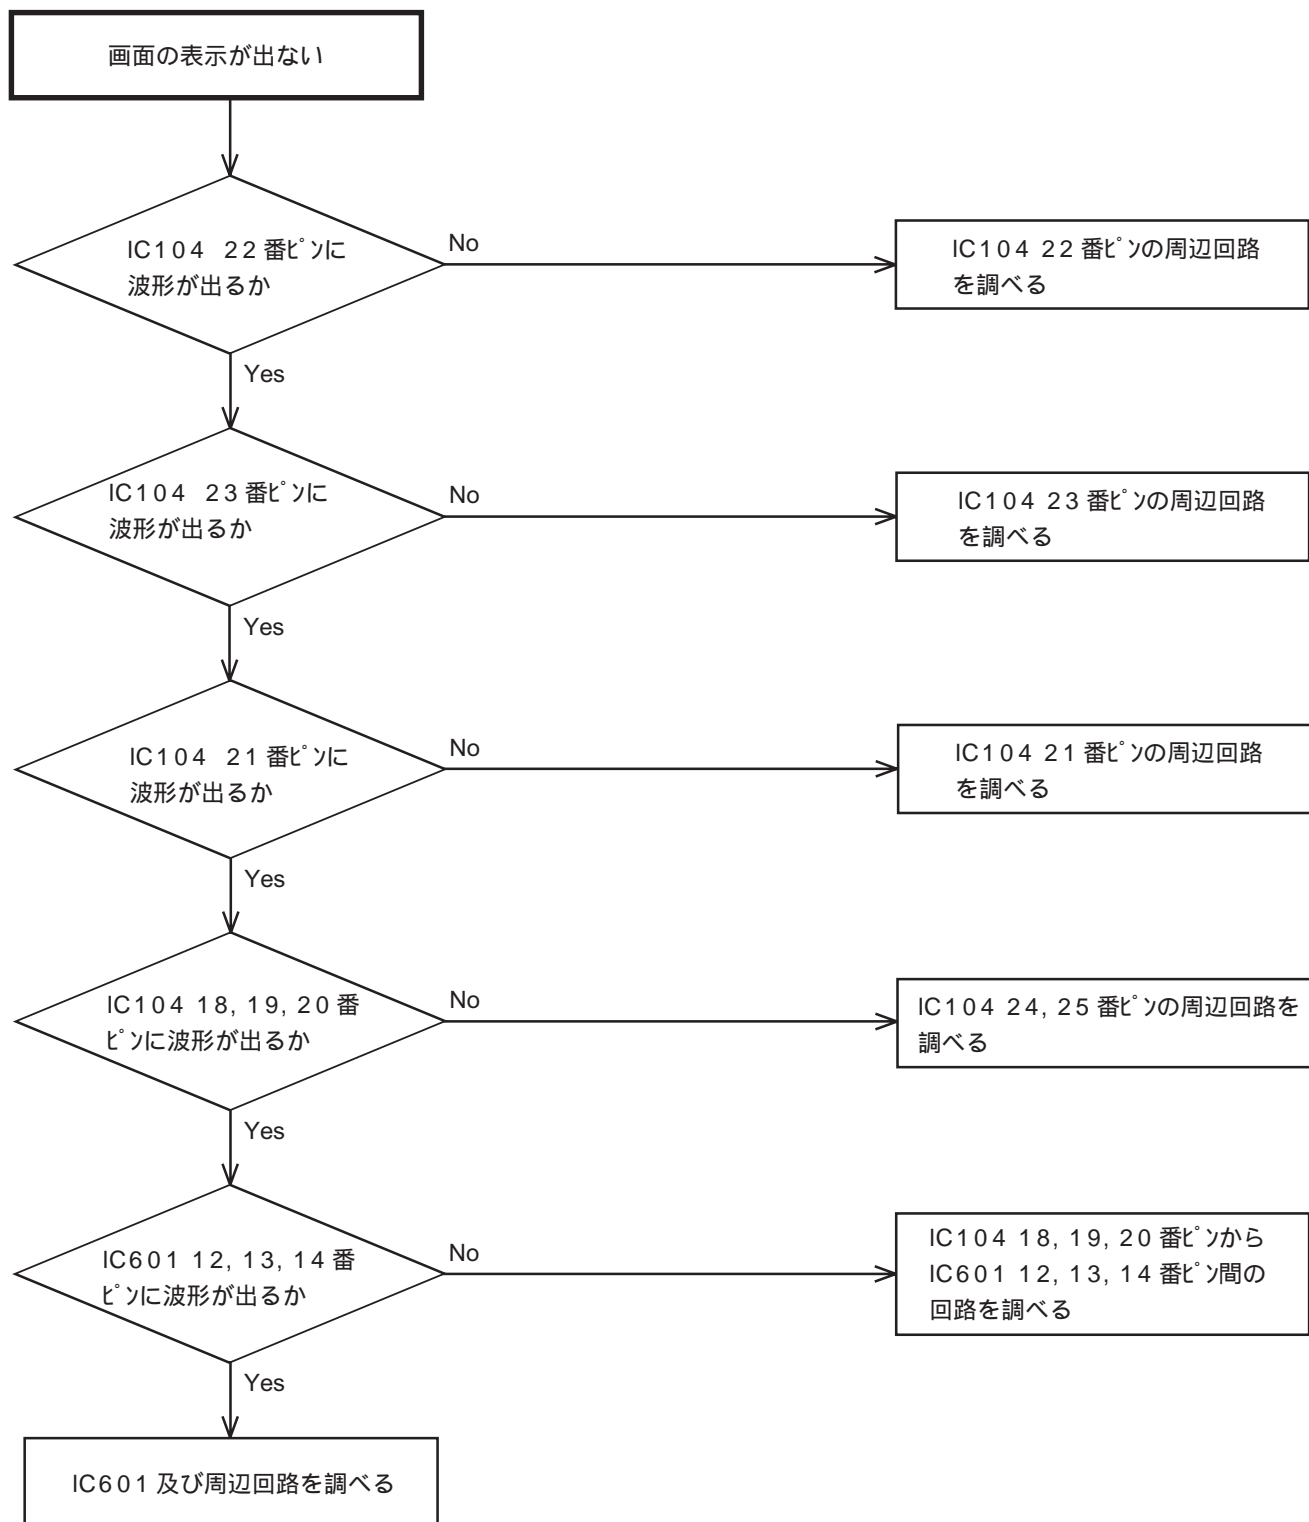 画面の表示が出ない
IC104 22番ピンに
波形が出るか
No
IC104 22番ピンの周辺回路
を調べる
Yes
IC104 23番ピンに
波形が出るか
No
IC104 23番ピンの周辺回路
を調べる
Yes
IC104 21番ピンに
波形が出るか
No
IC104 21番ピンの周辺回路
を調べる
Yes
IC104 18, 19, 20番
ピンに波形が出るか
No
IC104 24, 25番ピンの周辺回路を
調べる
Yes
IC601 12, 13, 14番
ピンに波形が出るか
No
IC104 18, 19, 20番ピンから
IC601 12, 13, 14番ピン間の
回路を調べる
Yes
IC601及び周辺回路を調べる